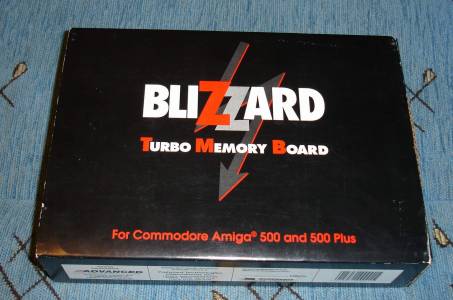 BLIZZARD
TURBO MEMORY BOARD
For Commodore Amiga® 500 and 500 Plus
ADVANCED